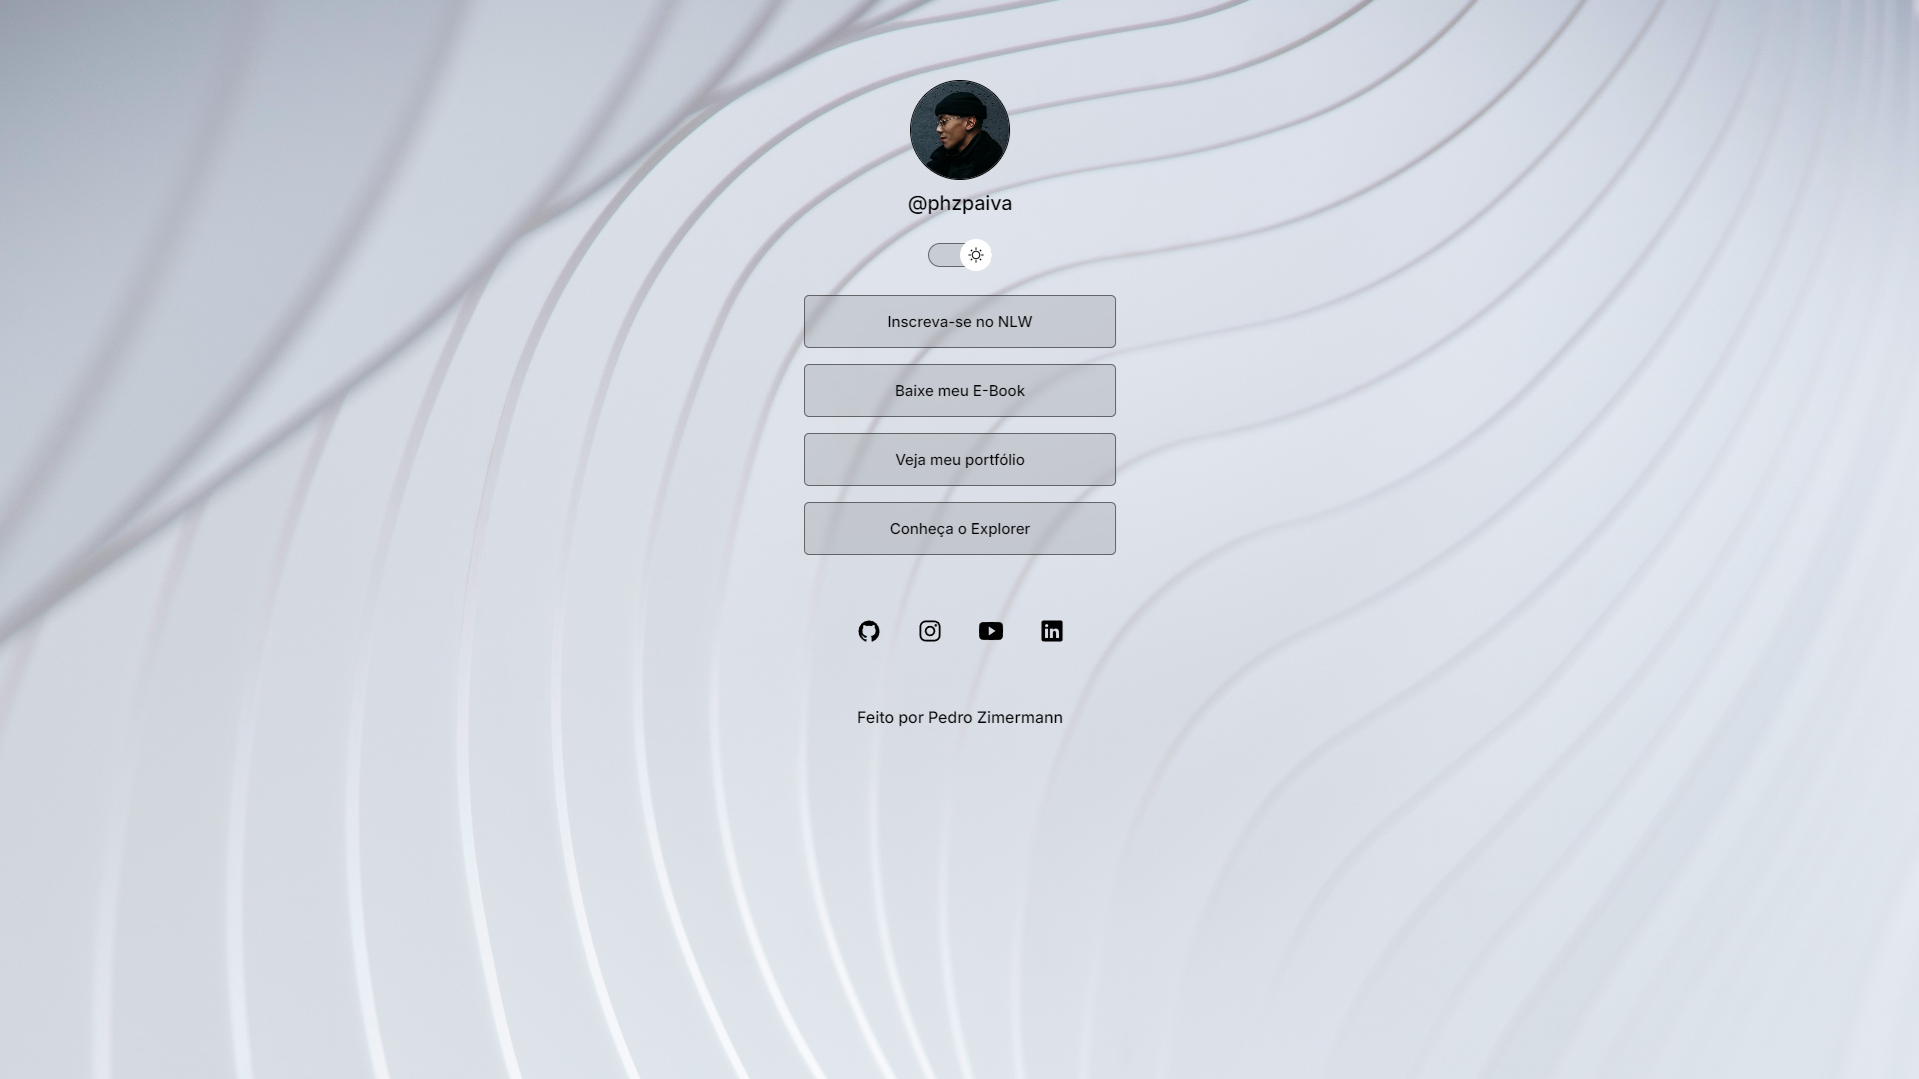 @phzpaiva
Inscreva-se no NLW
Baixe meu E-Book
Veja meu portfólio
Conheça o Explorer
Feito por Pedro Zimermann